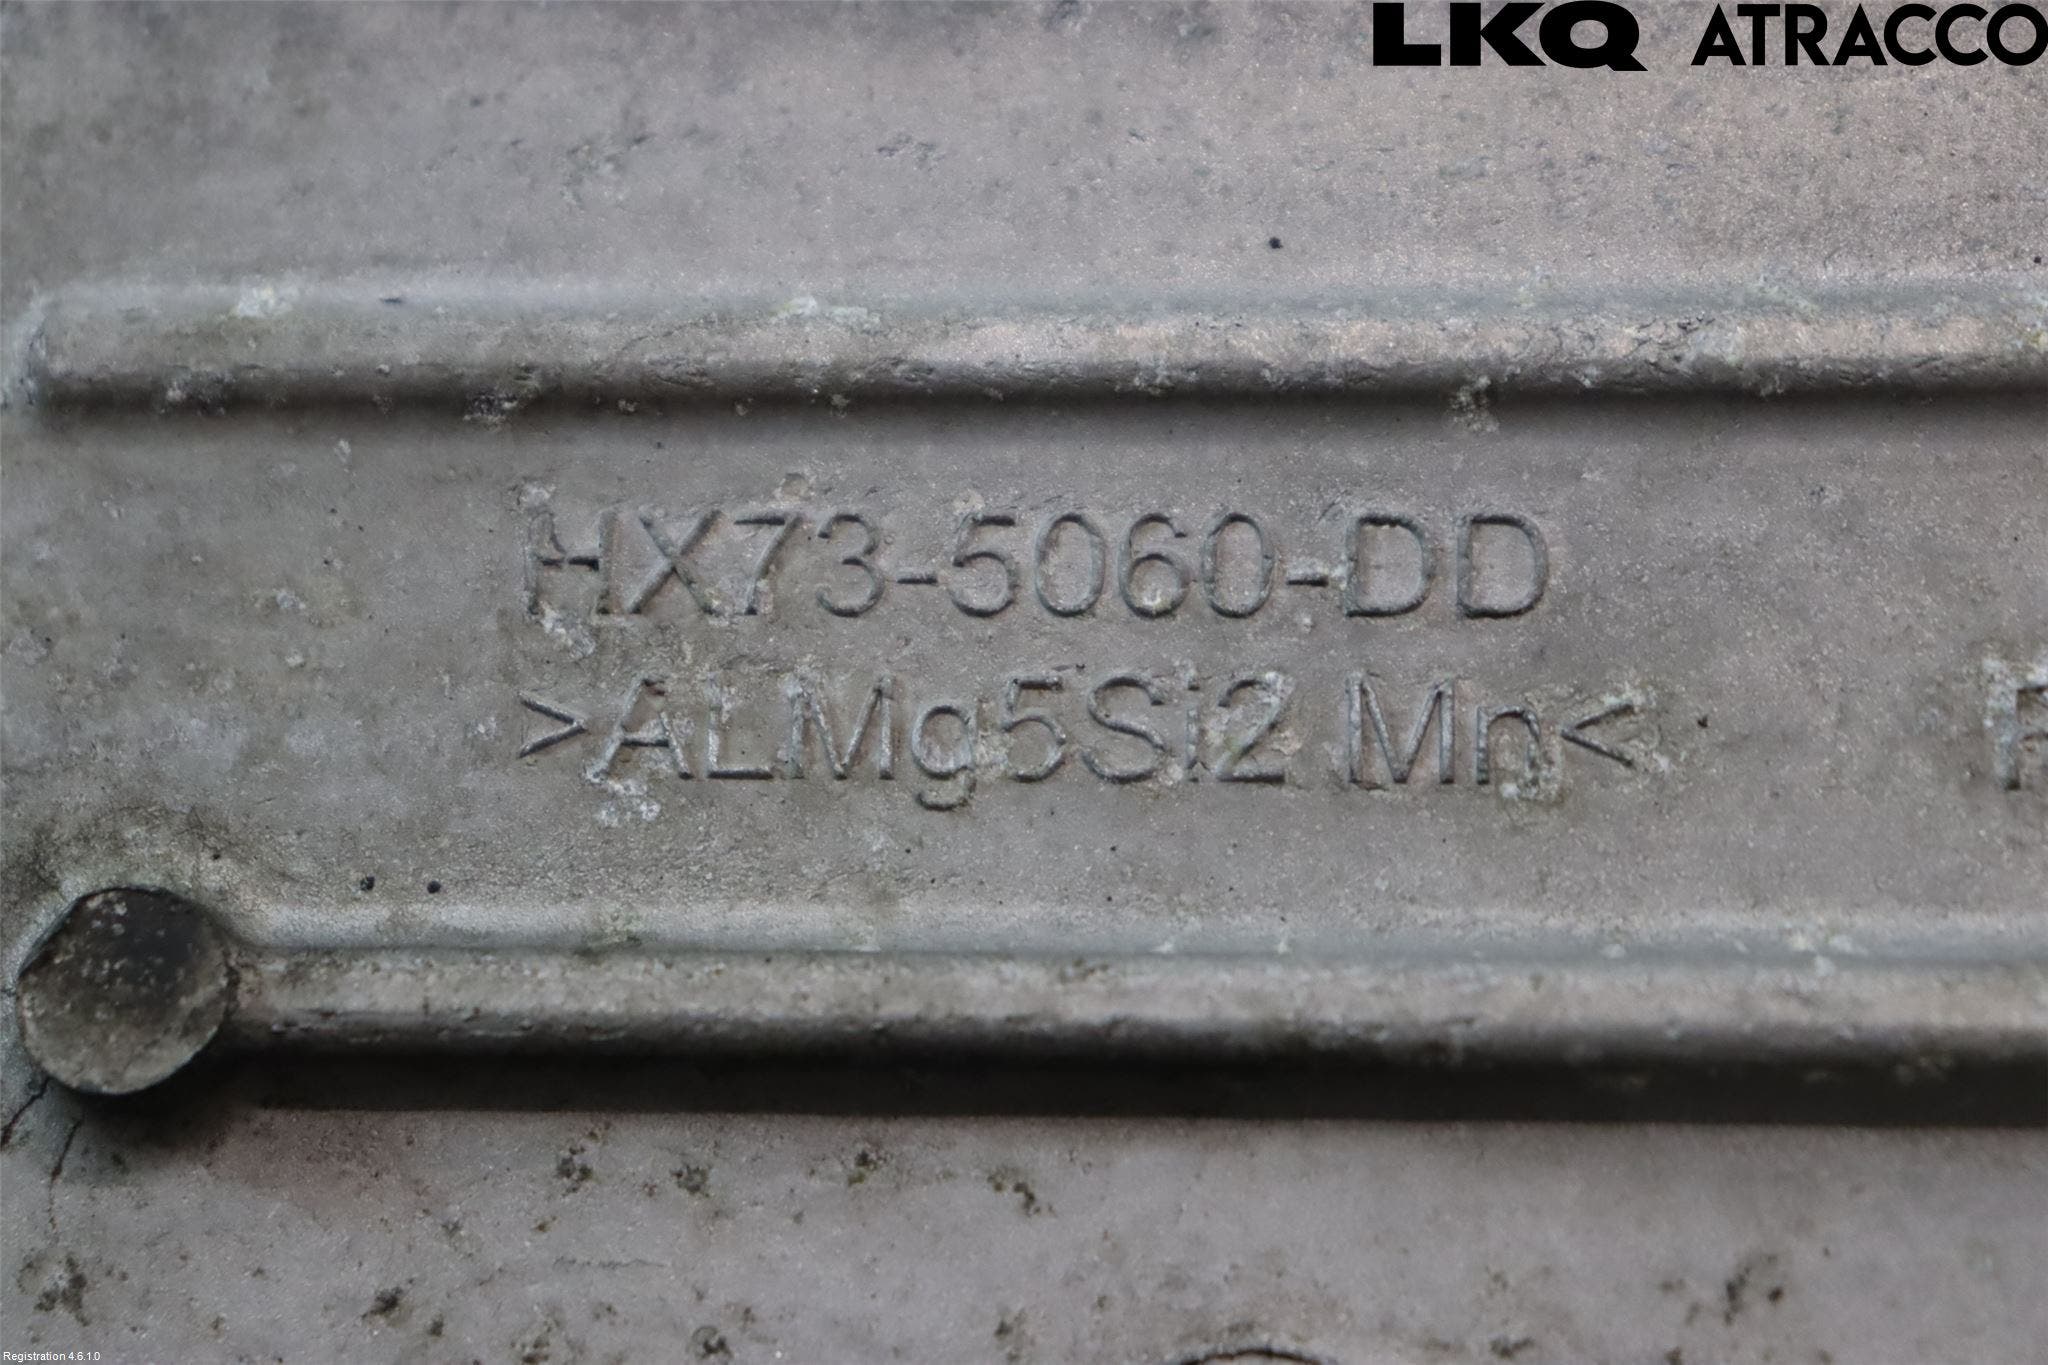 LKQ ATRACCO
HX73-5060-DD
>ALMg5Si2 Mn<
Registration 4.6.1.0